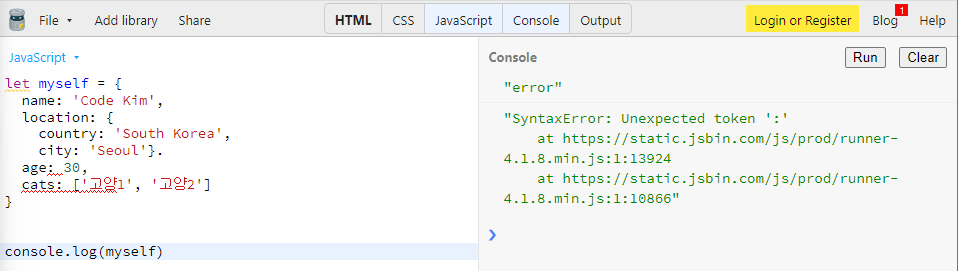 File Add library Share HTML CSS JavaScript Console Output Login or Register Blog 1 Help
JavaScript
let myself = {
name: 'Code Kim',
location: {
country: 'South Korea',
city: 'Seoul'}.
age: 30,
cats: ['고양1', '고양2']
}
console.log(myself)
Console Run Clear
"error"
"SyntaxError: Unexpected token ':'
at https://static.jsbin.com/js/prod/runner-
4.1.8.min.js:1:13924
at https://static.jsbin.com/js/prod/runner-
4.1.8.min.js:1:10866"